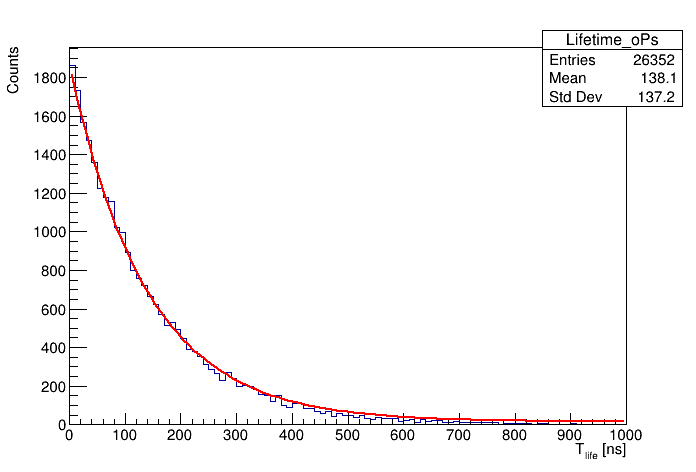 Lifetime_oPs
Entries 26352
Mean 138.1
Std Dev 137.2
Counts
1800
1600
1400
1200
1000
800
600
400
200
0
0 100 200 300 400 500 600 700 800 900 1000
T_life [ns]